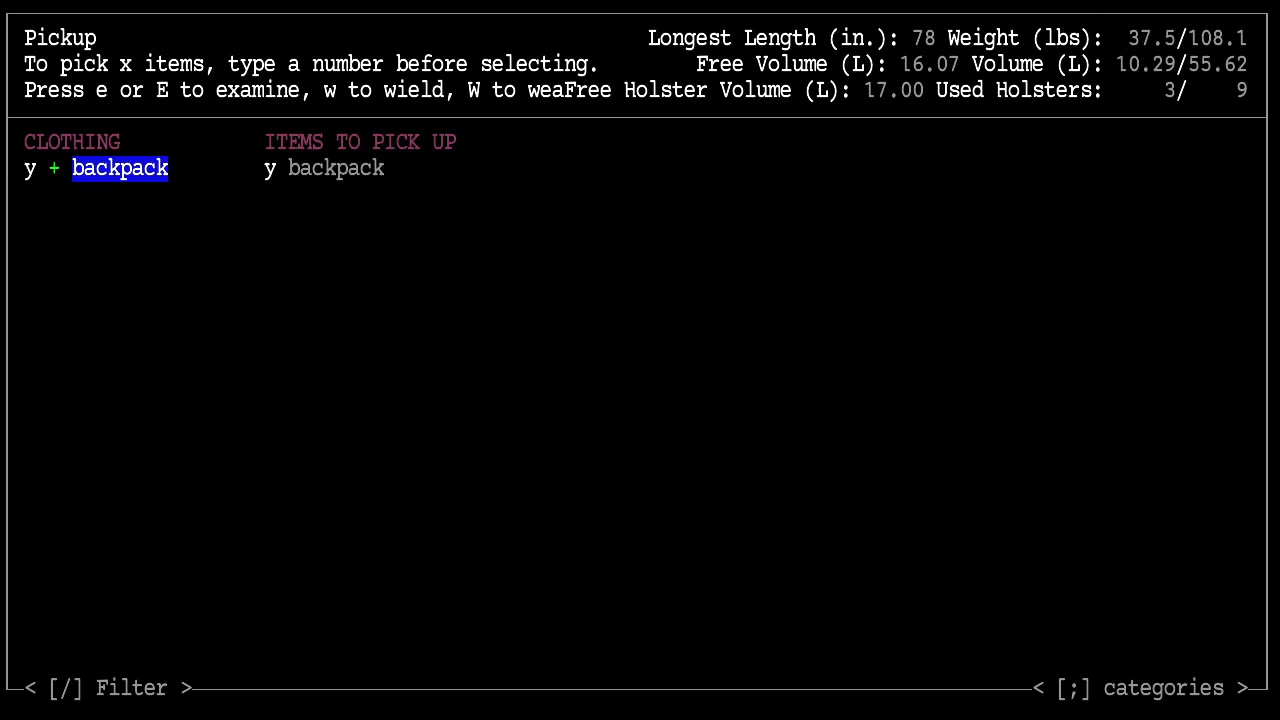 Pickup Longest Length (in.): 78 Weight (lbs): 37.5/108.1
To pick x items, type a number before selecting. Free Volume (L): 16.07 Volume (L): 10.29/55.62
Press e or E to examine, w to wield, W to weaFree Holster Volume (L): 17.00 Used Holsters: 3/ 9
CLOTHING ITEMS TO PICK UP
y + backpack y backpack
< [/] Filter > < [;] categories >